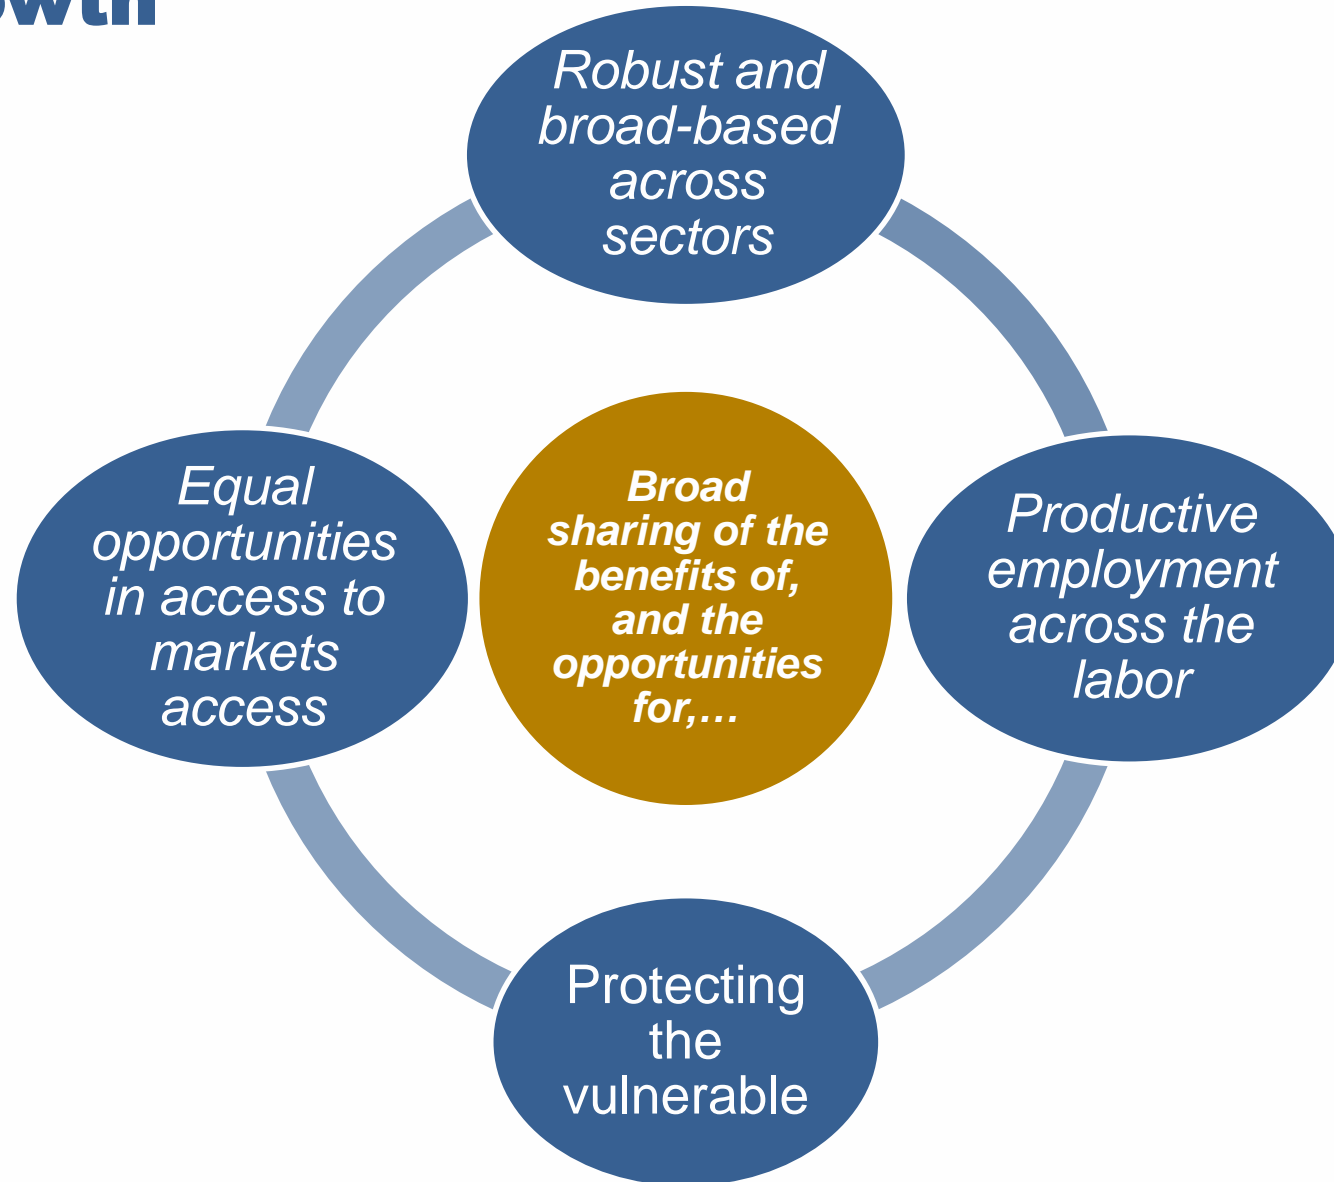 Robust and
broad-based
across
sectors
Equal
opportunities
in access to
markets
access
Broad
sharing of the
benefits of,
and the
opportunities
for,…
Productive
employment
across the
labor
Protecting
the
vulnerable